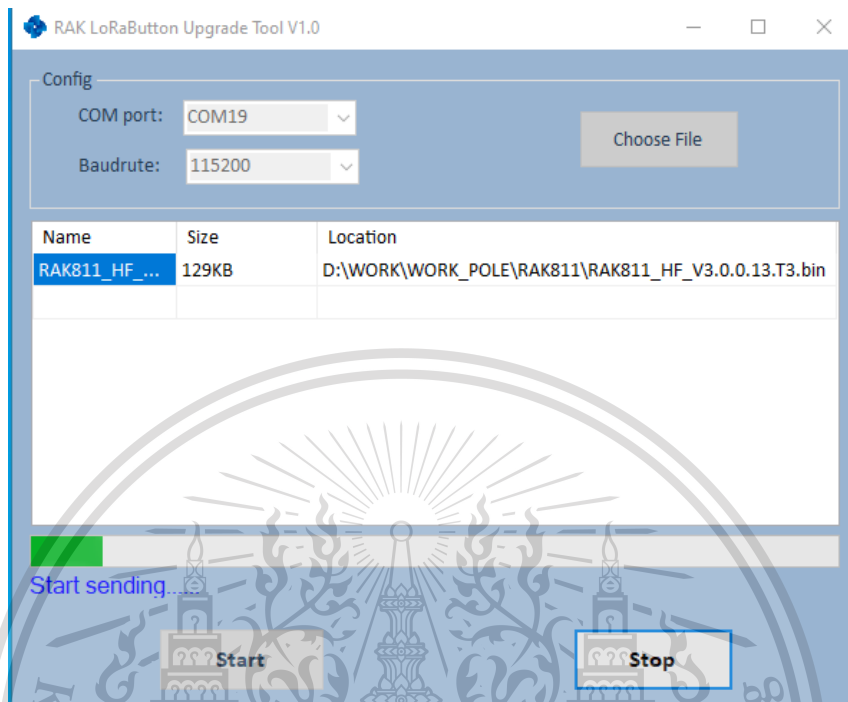 RAK LoRaButton Upgrade Tool V1.0
Config
COM port: COM19
Choose File
Baudrute: 115200
Name Size Location
RAK811_HF_... 129KB D:\WORK\WORK_POLE\RAK811\RAK811_HF_V3.0.0.13.T3.bin
Start sending......
Start Stop